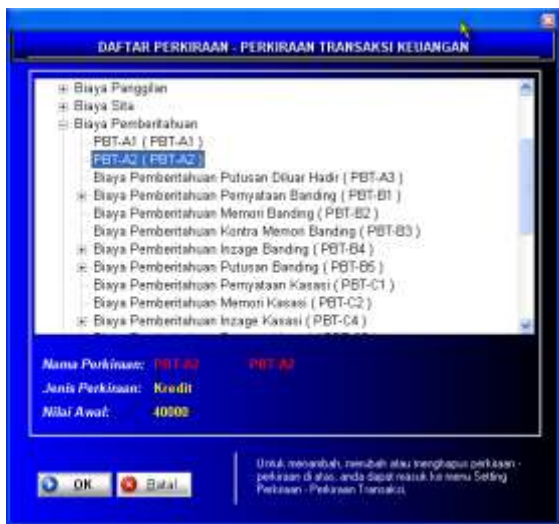 DAFTAR PERKIRAAN - PERKIRAAN TRANSAKSI KEUANGAN
Biaya Panggilan
Biaya Sita
Biaya Pemberitahuan
PBT-A1 ( PBT-A1 )
PBT-A2 ( PBT-A2 )
Biaya Pemberitahuan Putusan Diluar Hadir ( PBT-A3 )
Biaya Pemberitahuan Pernyataan Banding ( PBT-B1 )
Biaya Pemberitahuan Memori Banding ( PBT-B2 )
Biaya Pemberitahuan Kontra Memori Banding ( PBT-B3 )
Biaya Pemberitahuan Inzage Banding ( PBT-B4 )
Biaya Pemberitahuan Putusan Banding ( PBT-B5 )
Biaya Pemberitahuan Pernyataan Kasasi ( PBT-C1 )
Biaya Pemberitahuan Memori Kasasi ( PBT-C2 )
Biaya Pemberitahuan Inzage Kasasi ( PBT-C4 )
Nama Perkiraan: PBT-A2 PBT-A2
Jenis Perkiraan: Kredit
Nilai Awal: 40000
OK Batal
Untuk menambah, merubah atau menghapus perkiraan -
perkiraan di atas, anda dapat masuk ke menu Setting
Perkiraan - Perkiraan Transaksi.